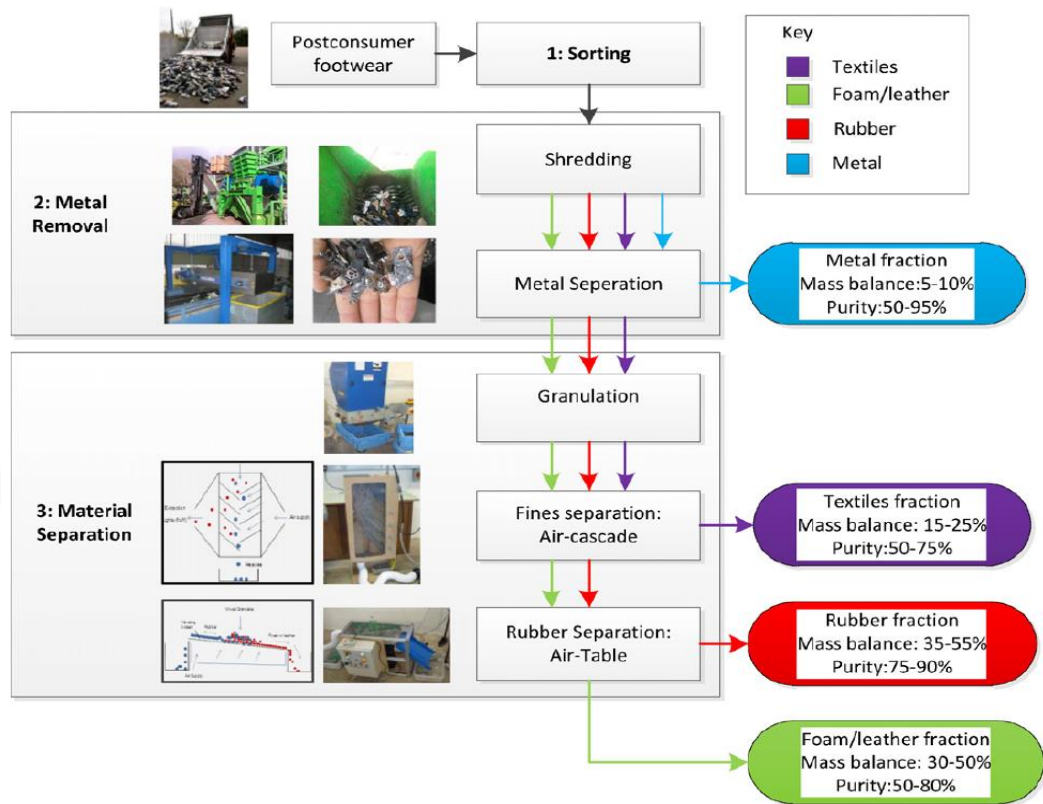 Postconsumer
footwear
1: Sorting
Key
Textiles
Foam/leather
Rubber
Metal
2: Metal
Removal
Shredding
Metal Seperation
Metal fraction
Mass balance:5-10%
Purity:50-95%
3: Material
Separation
Granulation
Fines separation:
Air-cascade
Textiles fraction
Mass balance: 15-25%
Purity:50-75%
Rubber Separation:
Air-Table
Rubber fraction
Mass balance: 35-55%
Purity:75-90%
Foam/leather fraction
Mass balance: 30-50%
Purity:50-80%